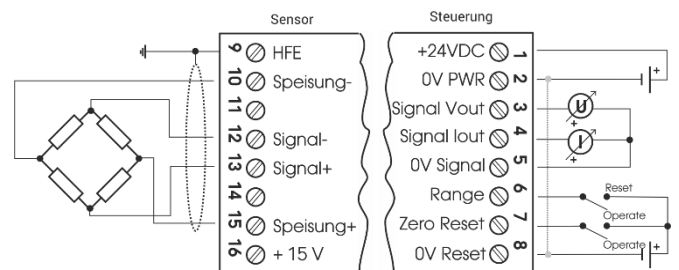 Sensor
Steuerung
9 HFE
10 Speisung-
11
12 Signal-
13 Signal+
14
15 Speisung+
16 + 15 V
+24VDC 1
0V PWR 2
Signal Vout 3
Signal Iout 4
0V Signal 5
Range 6
Zero Reset 7
0V Reset 8
+
U
+
I
+
Reset
Operate
Operate
+